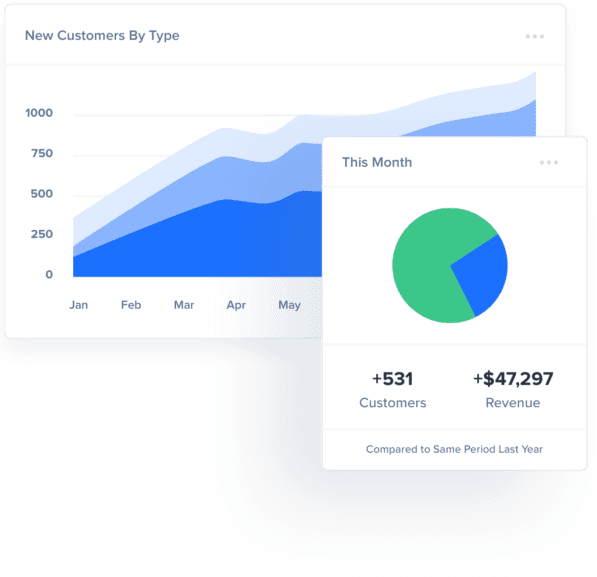 New Customers By Type
1000
750
500
250
0
Jan Feb Mar Apr May
This Month
+531 +$47,297
Customers Revenue
Compared to Same Period Last Year